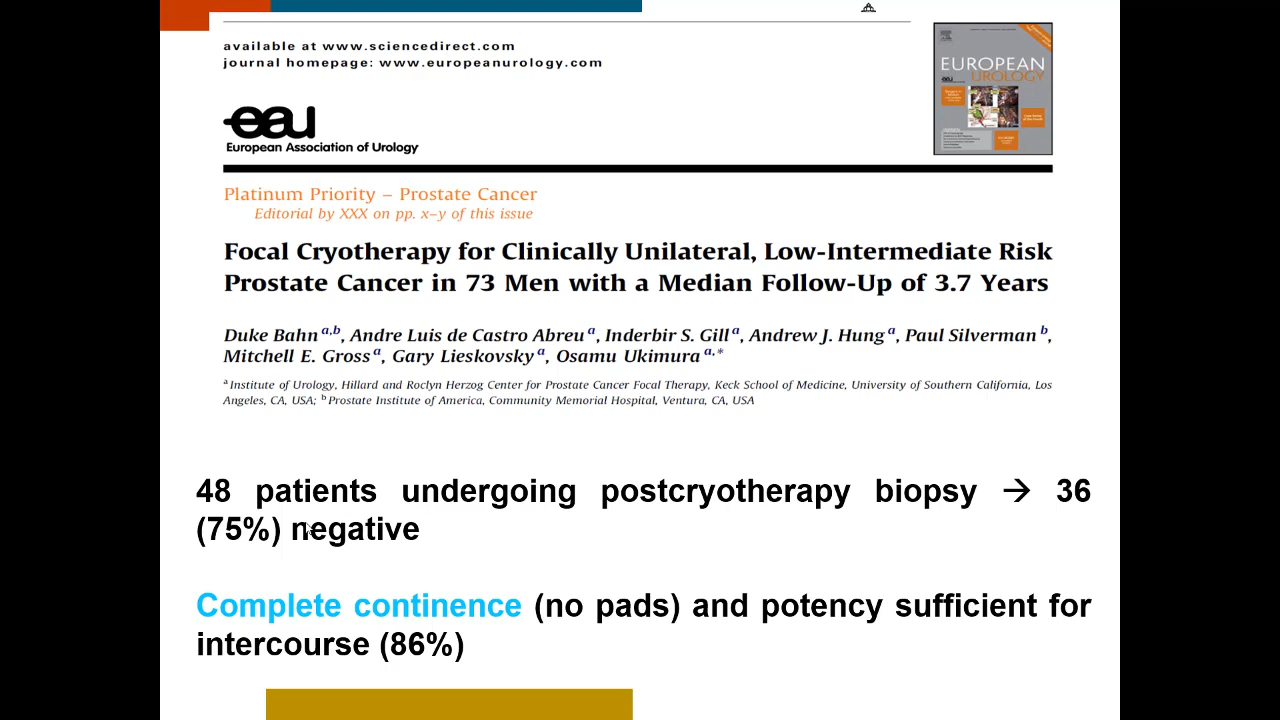 available at www.sciencedirect.com
journal homepage: www.europeanurology.com
EUROPEAN
UROLOGY
eau
European Association of Urology
Platinum Priority – Prostate Cancer
Editorial by XXX on pp. x–y of this issue
Focal Cryotherapy for Clinically Unilateral, Low-Intermediate Risk
Prostate Cancer in 73 Men with a Median Follow-Up of 3.7 Years
Duke Bahn a,b, Andre Luis de Castro Abreu a, Inderbir S. Gill a, Andrew J. Hung a, Paul Silverman b,
Mitchell E. Gross a, Gary Lieskovsky a, Osamu Ukimura a,*
a Institute of Urology, Hillard and Roclyn Herzog Center for Prostate Cancer Focal Therapy, Keck School of Medicine, University of Southern California, Los
Angeles, CA, USA; b Prostate Institute of America, Community Memorial Hospital, Ventura, CA, USA
48 patients undergoing postcryotherapy biopsy → 36
(75%) negative
Complete continence (no pads) and potency sufficient for
intercourse (86%)